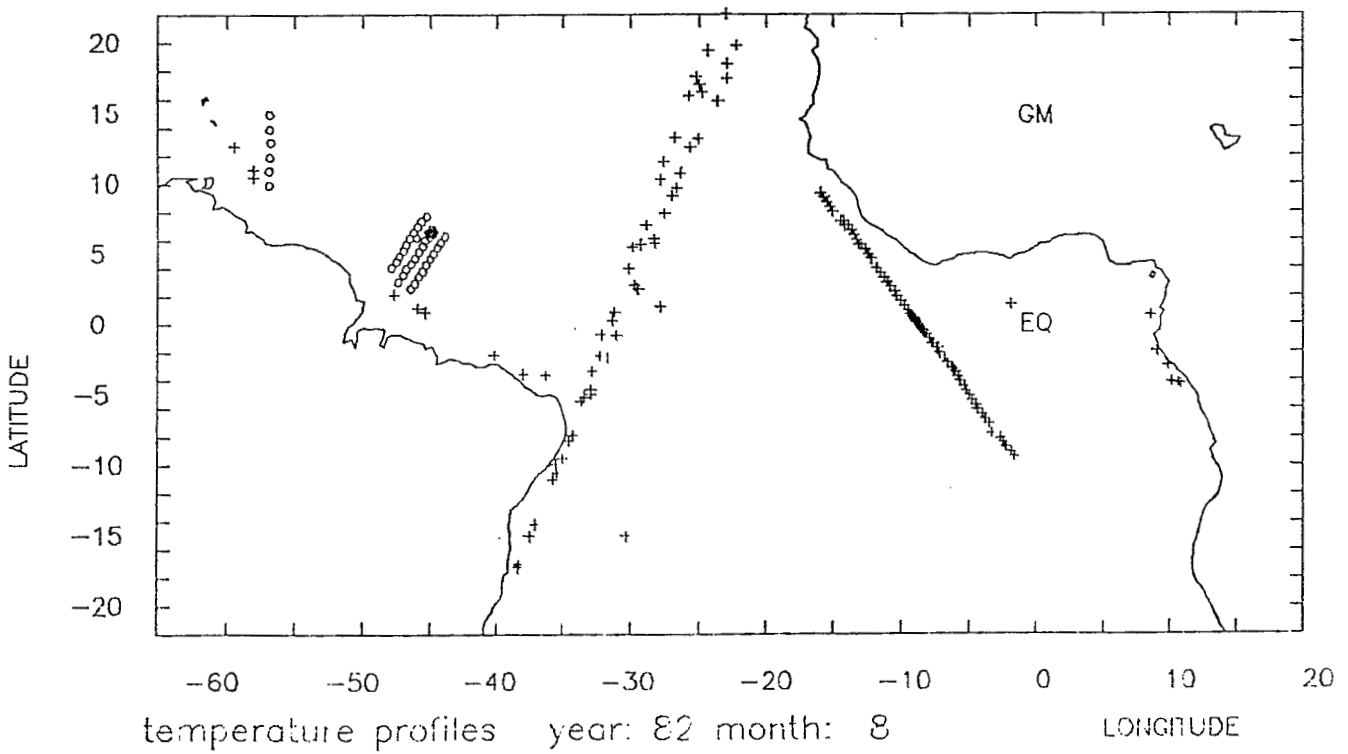 20
15
GM
10
5
0
EQ
LATITUDE
−5
−10
−15
−20
−60 −50 −40 −30 −20 −10 0 10 20
temperature profiles year: 82 month: 8 LONGITUDE